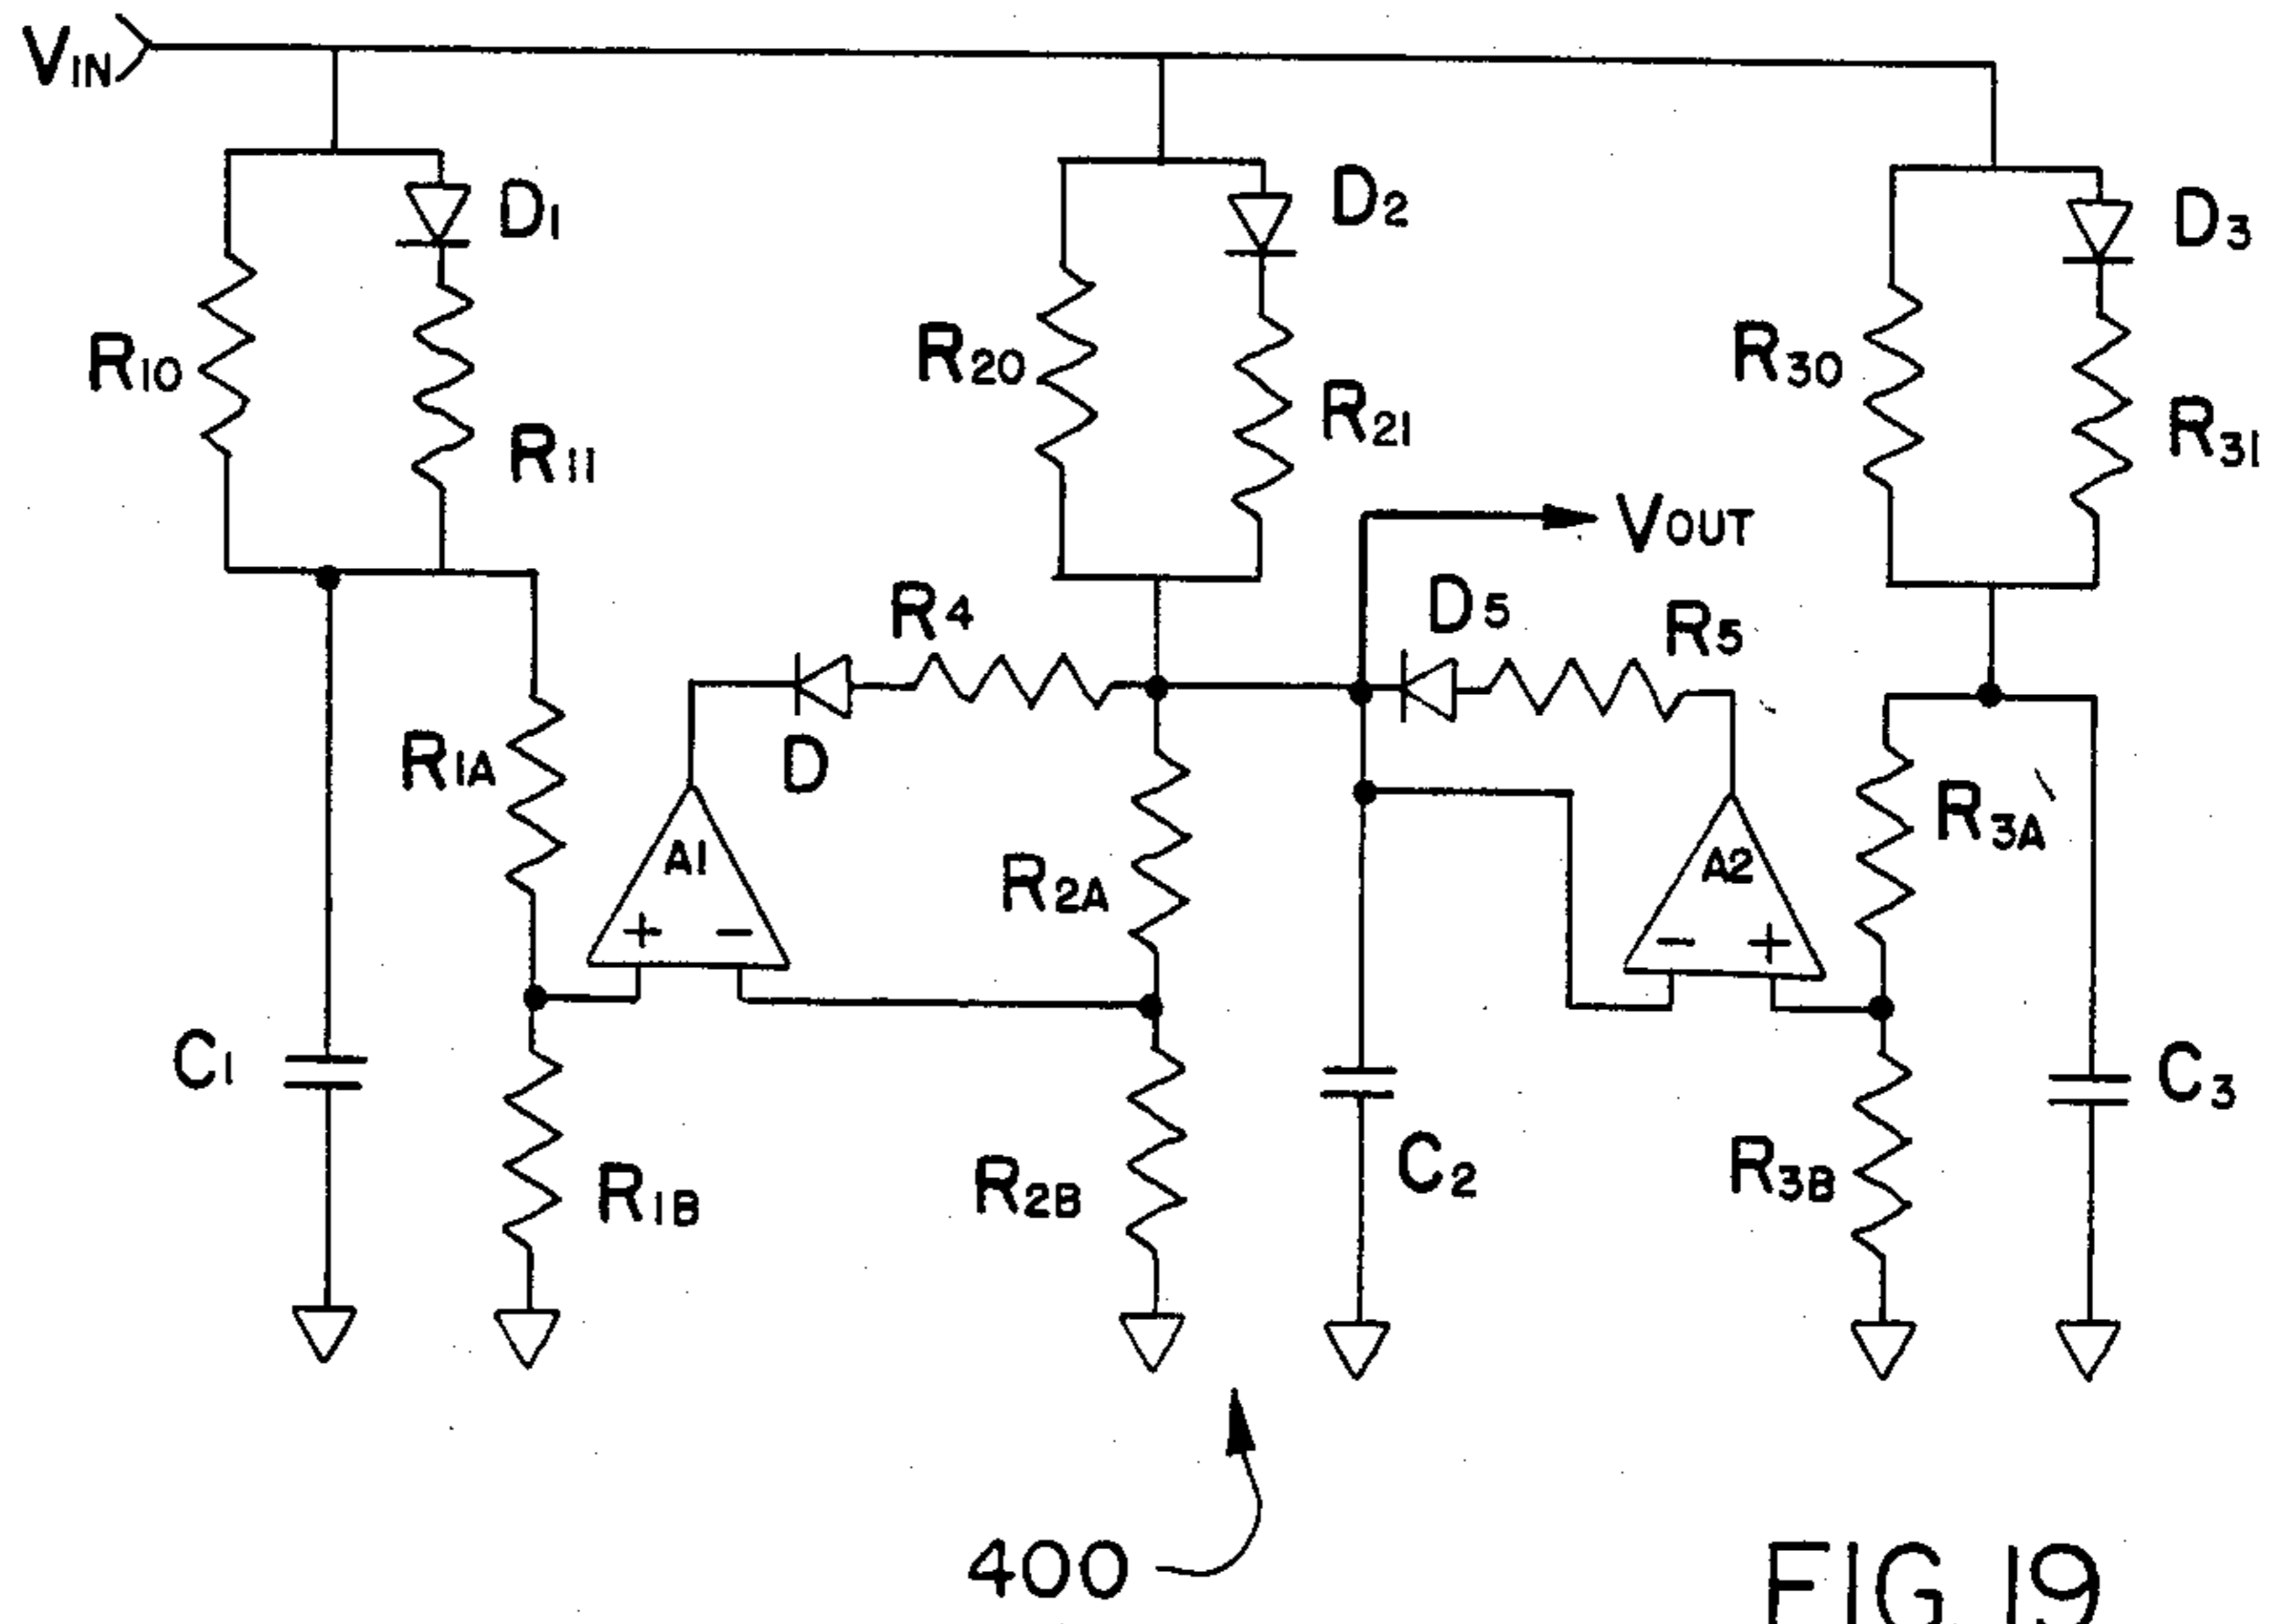 VIN
D1
D2
D3
R10
R20
R30
R11
R21
R31
VOUT
R4
D5
R5
D
R1A
R2A
R3A
A1
A2
+ −
− +
C1
C2
C3
R1B
R2B
R3B
400
FIG. 19